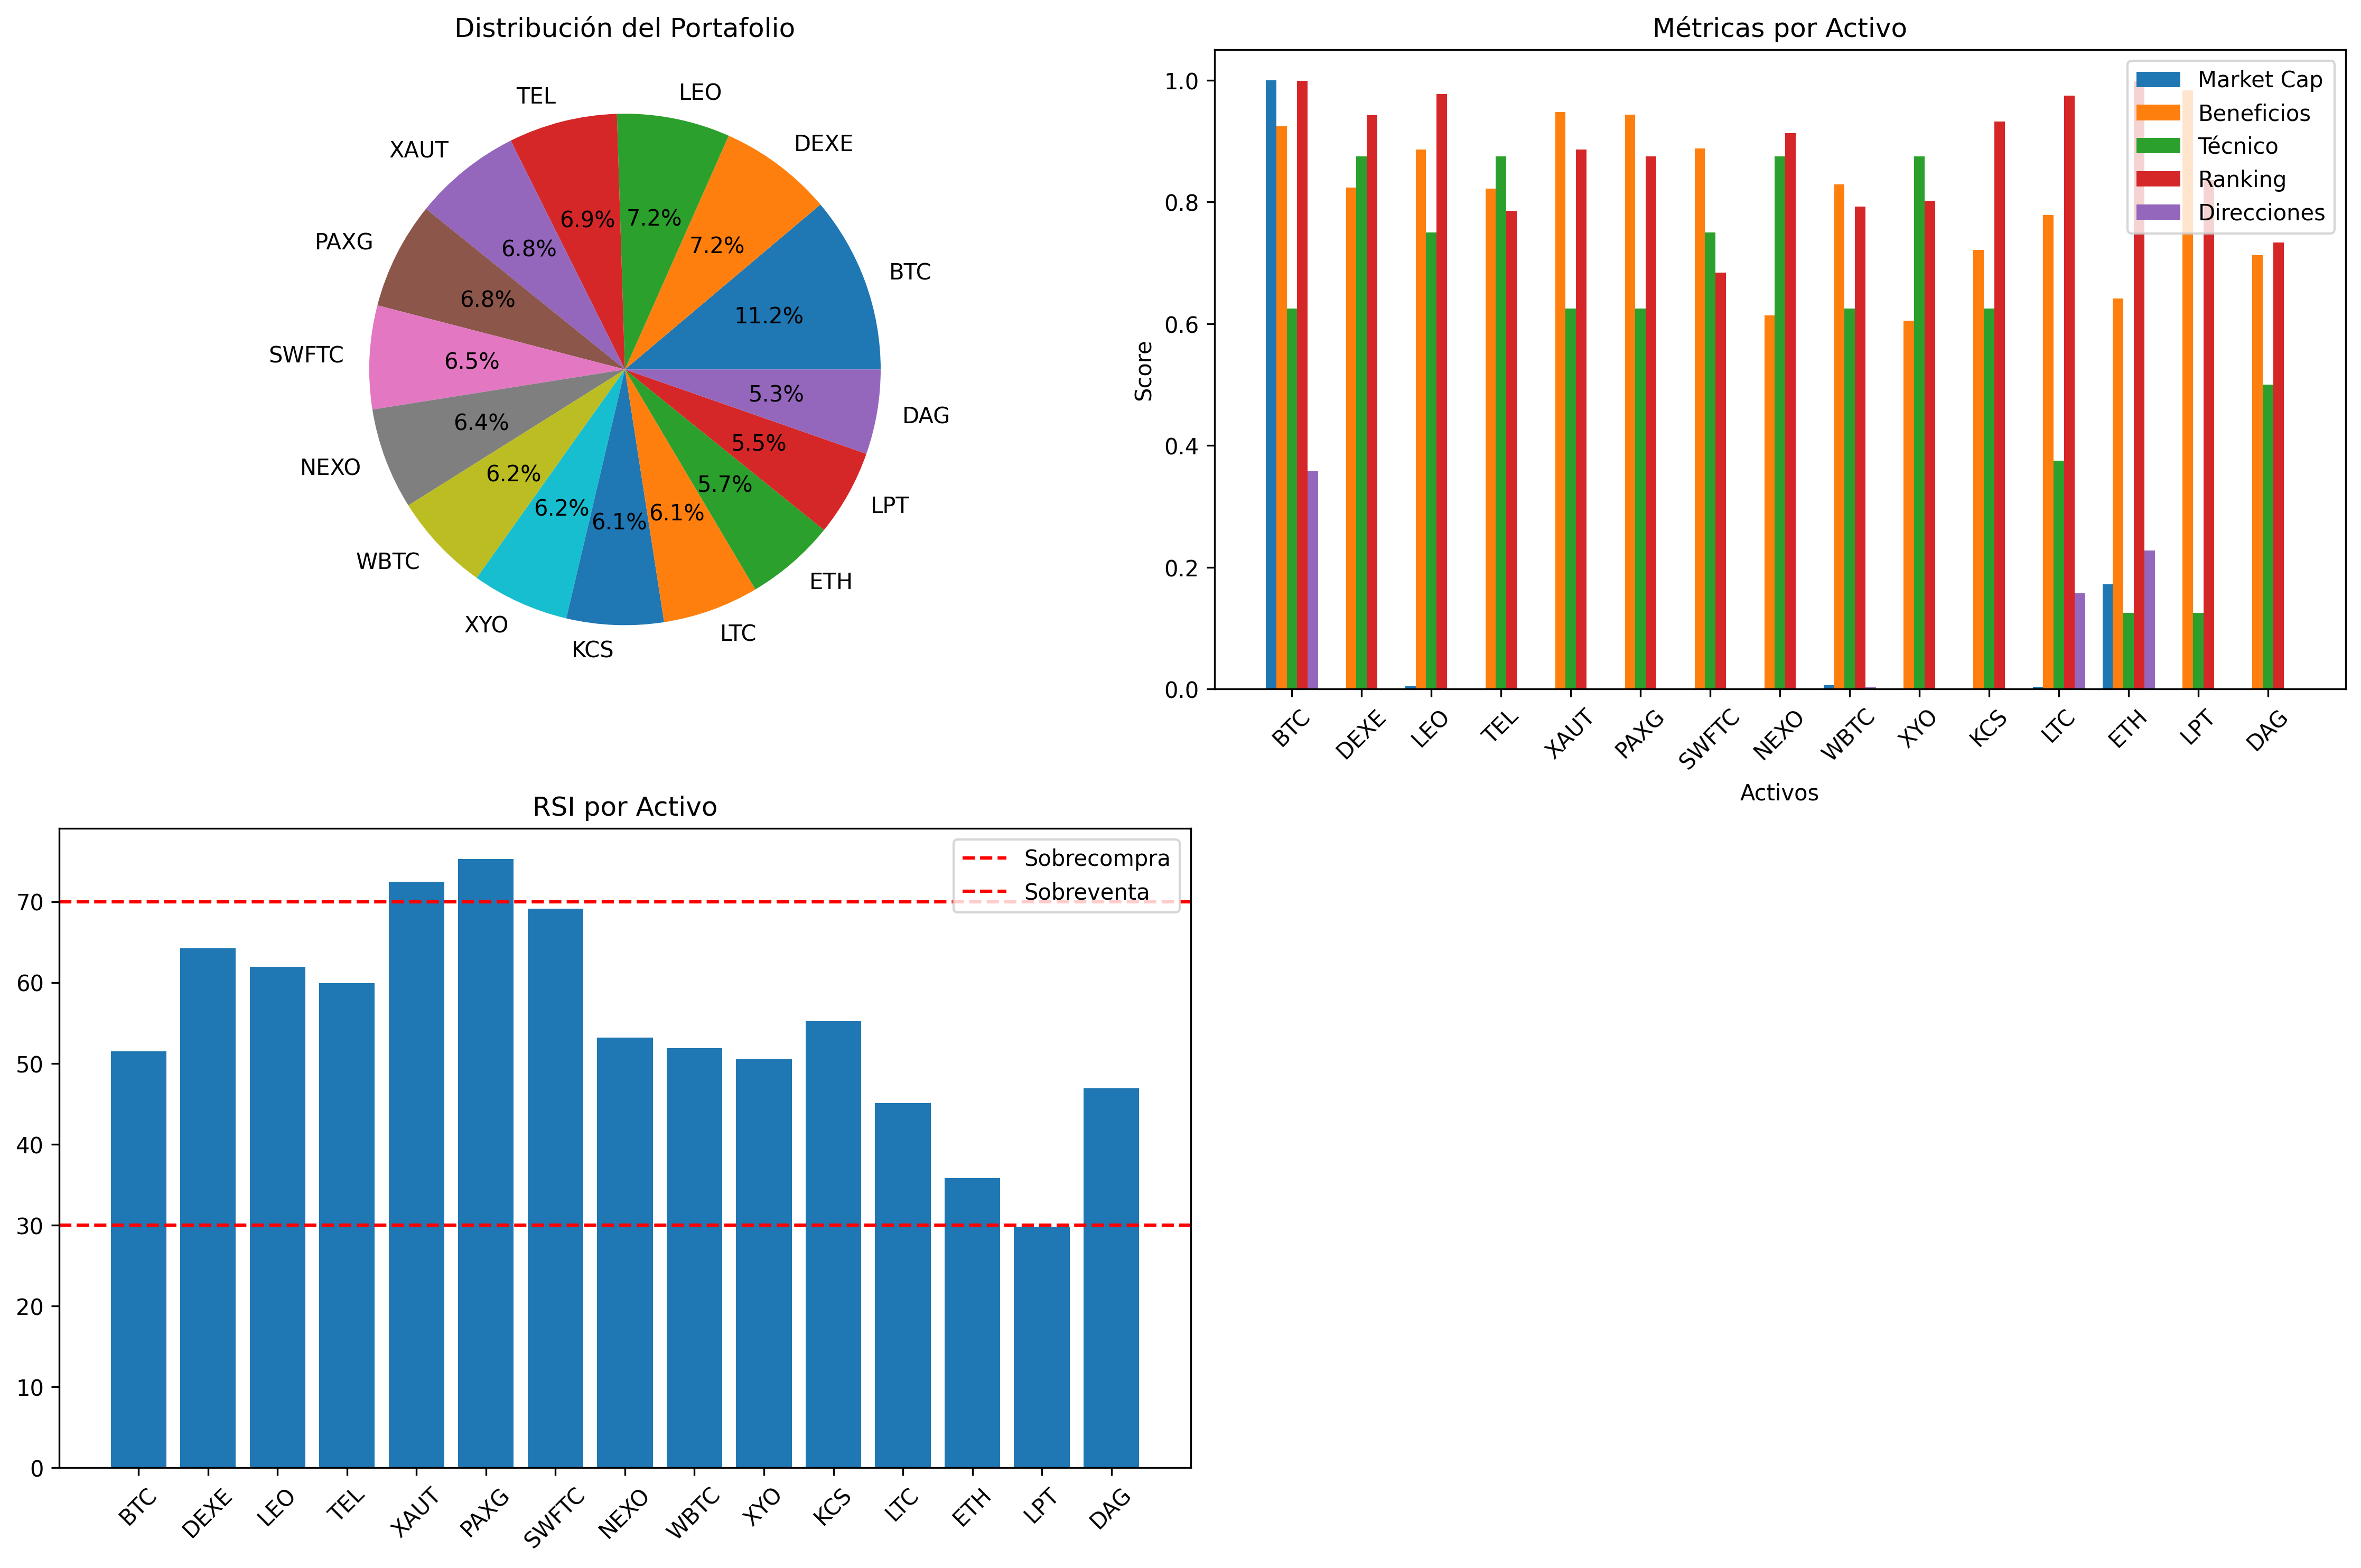 Distribución del Portafolio
TEL
LEO
XAUT
DEXE
PAXG
BTC
SWFTC
NEXO
DAG
WBTC
LPT
XYO
ETH
KCS
LTC
6.9%
7.2%
6.8%
7.2%
6.8%
11.2%
6.5%
6.4%
5.3%
6.2%
5.5%
6.2%
5.7%
6.1%
6.1%
Métricas por Activo
Market Cap
Beneficios
Técnico
Ranking
Direcciones
Score
1.0
0.8
0.6
0.4
0.2
0.0
BTC
DEXE
LEO
TEL
XAUT
PAXG
SWFTC
NEXO
WBTC
XYO
KCS
LTC
ETH
LPT
DAG
Activos
RSI por Activo
Sobrecompra
Sobreventa
70
60
50
40
30
20
10
0
BTC
DEXE
LEO
TEL
XAUT
PAXG
SWFTC
NEXO
WBTC
XYO
KCS
LTC
ETH
LPT
DAG